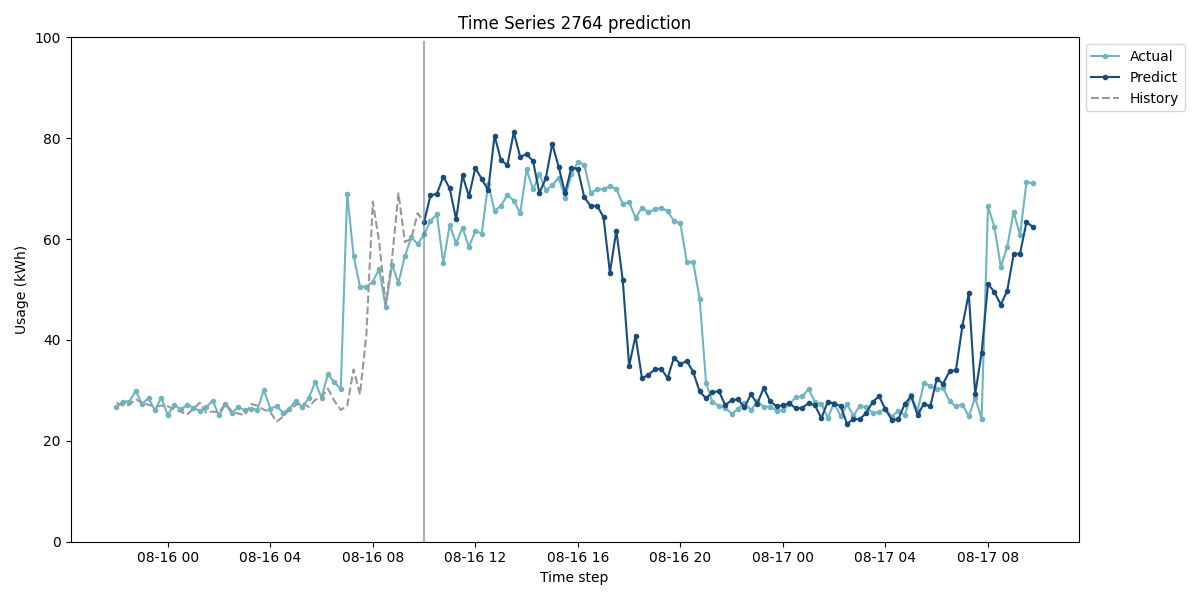 Time Series 2764 prediction
Actual
Predict
History
Usage (kWh)
100
80
60
40
20
0
08-16 00
08-16 04
08-16 08
08-16 12
08-16 16
08-16 20
08-17 00
08-17 04
08-17 08
Time step